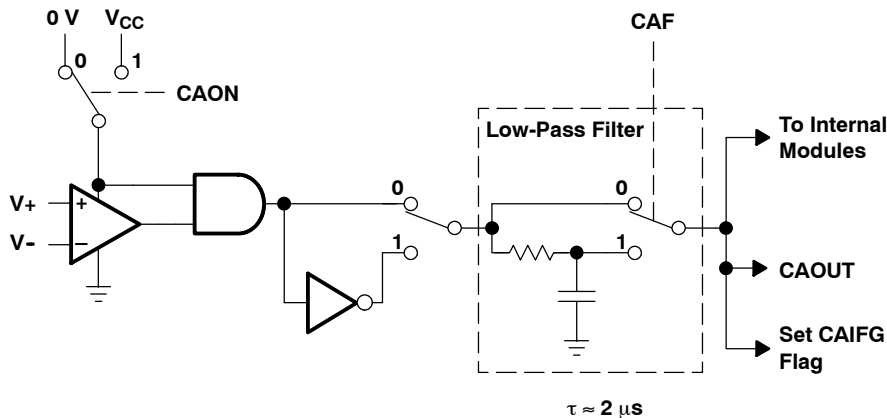 0 V
VCC
CAF
0
1
CAON
Low-Pass Filter
To Internal
Modules
V+
+
V-
−
0
1
0
1
CAOUT
Set CAIFG
Flag
τ ≈ 2 μs